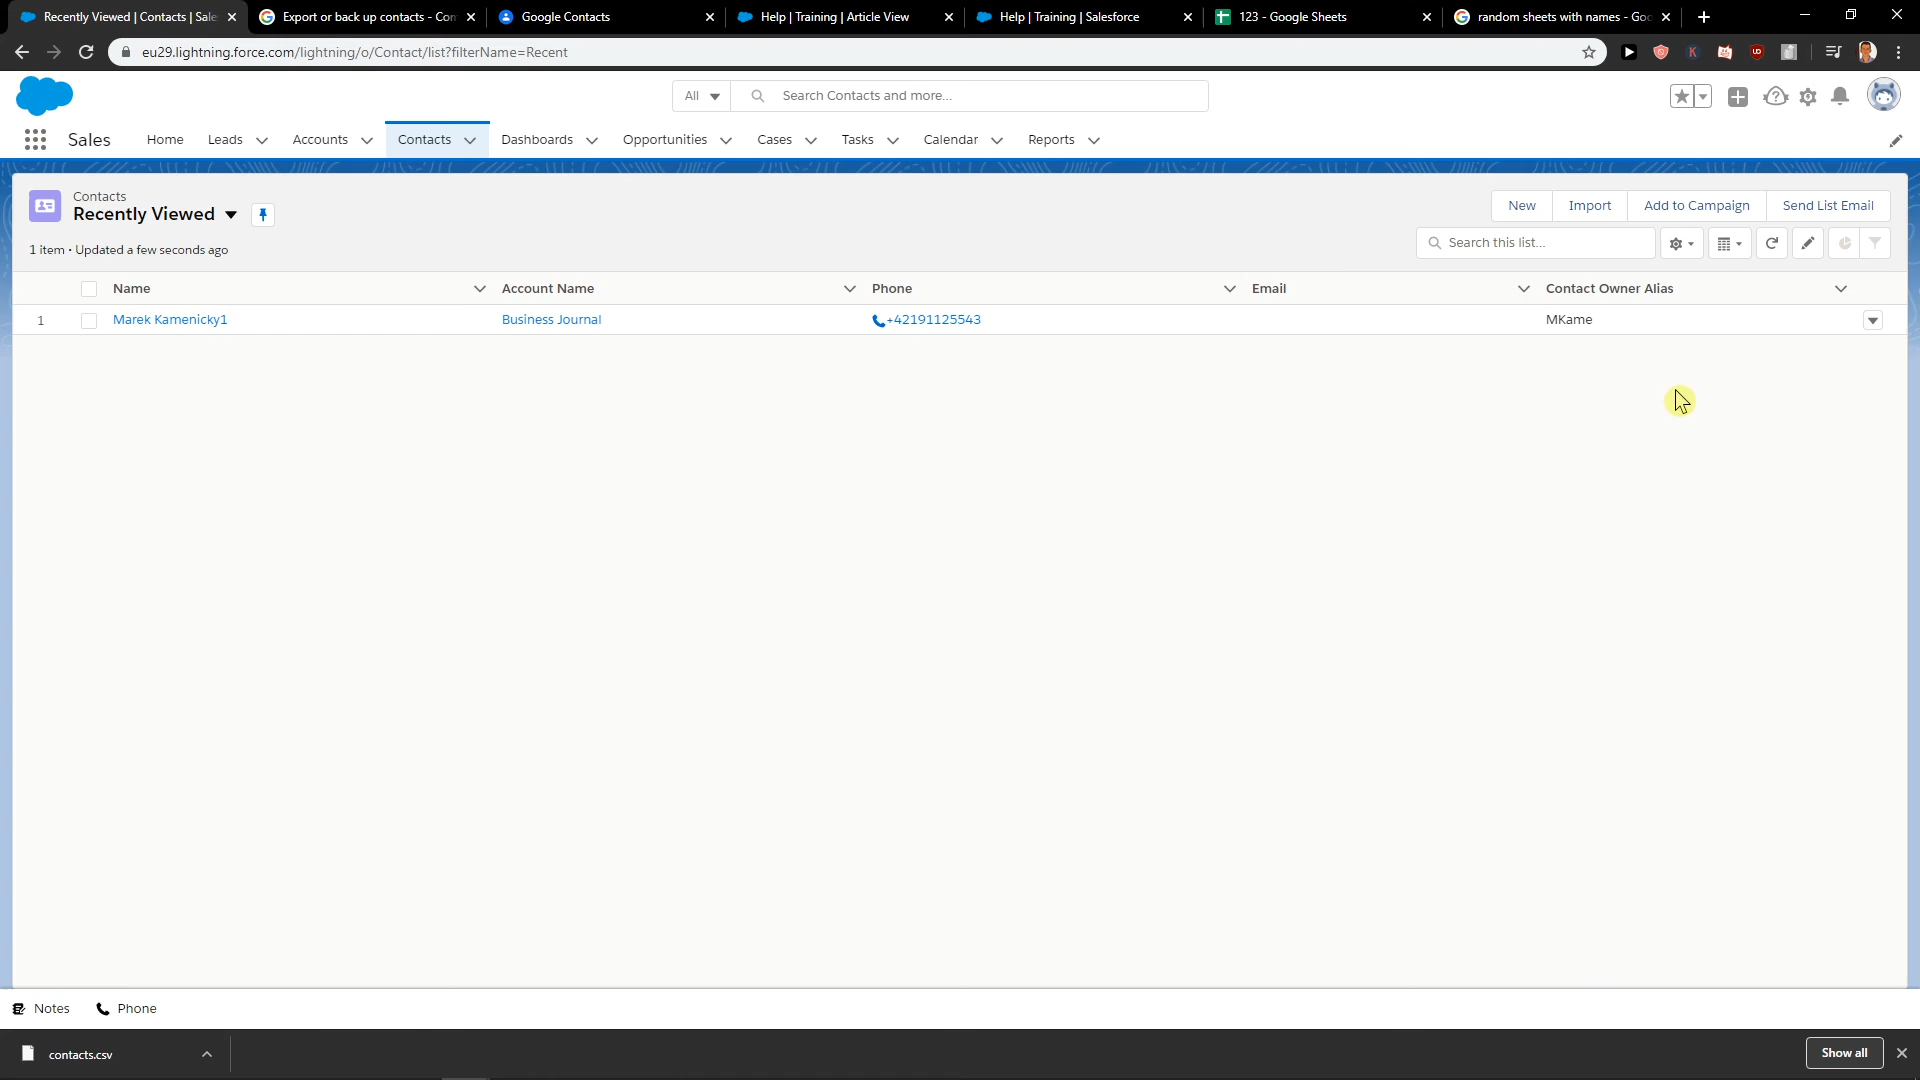 Recently Viewed | Contacts | Sale
Export or back up contacts - Com
Google Contacts
Help | Training | Article View
Help | Training | Salesforce
123 - Google Sheets
random sheets with names - Goo
eu29.lightning.force.com/lightning/o/Contact/list?filterName=Recent
All
Search Contacts and more...
Sales
Home
Leads
Accounts
Contacts
Dashboards
Opportunities
Cases
Tasks
Calendar
Reports
Contacts
Recently Viewed
New
Import
Add to Campaign
Send List Email
1 item • Updated a few seconds ago
Search this list...
Name
Account Name
Phone
Email
Contact Owner Alias
1
Marek Kamenicky1
Business Journal
+42191125543
MKame
Notes
Phone
contacts.csv
Show all